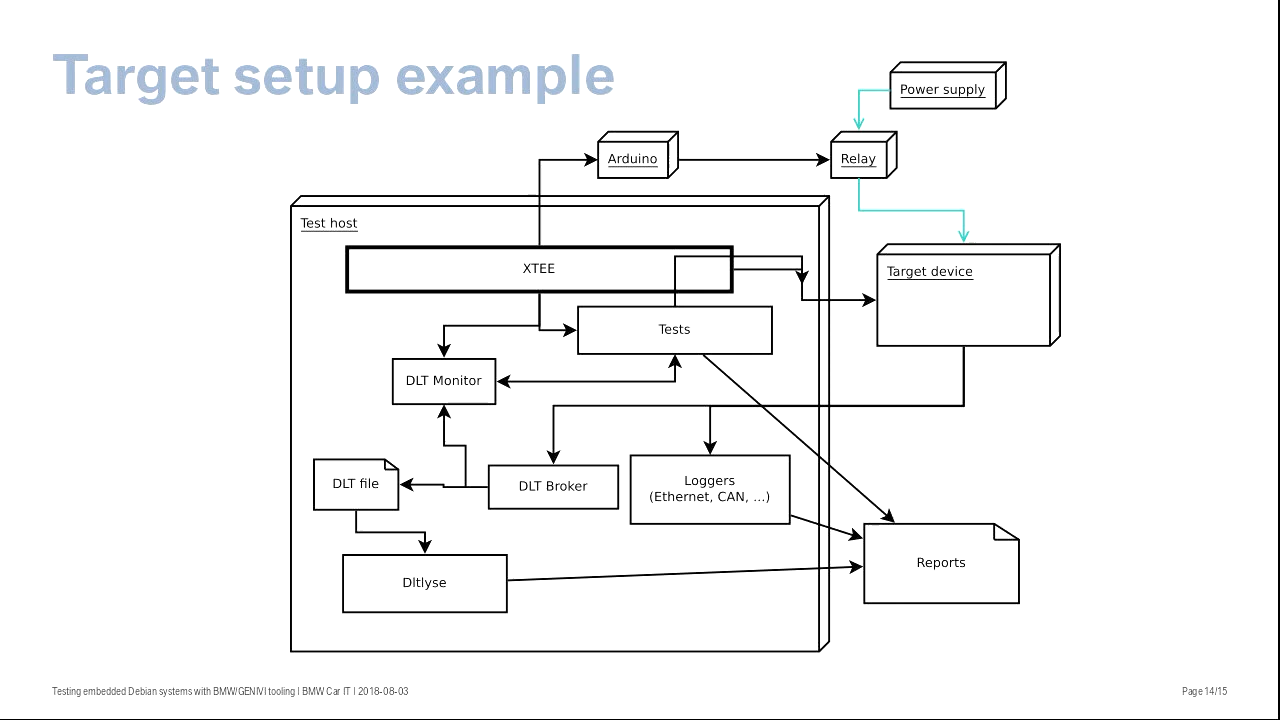 Target setup example
Power supply
Arduino
Relay
Test host
XTEE
Target device
Tests
DLT Monitor
DLT file
DLT Broker
Loggers
(Ethernet, CAN, ...)
Reports
Dltlyse
Testing embedded Debian systems with BMW/GENIVI tooling | BMW Car IT | 2018-08-03
Page 14/15